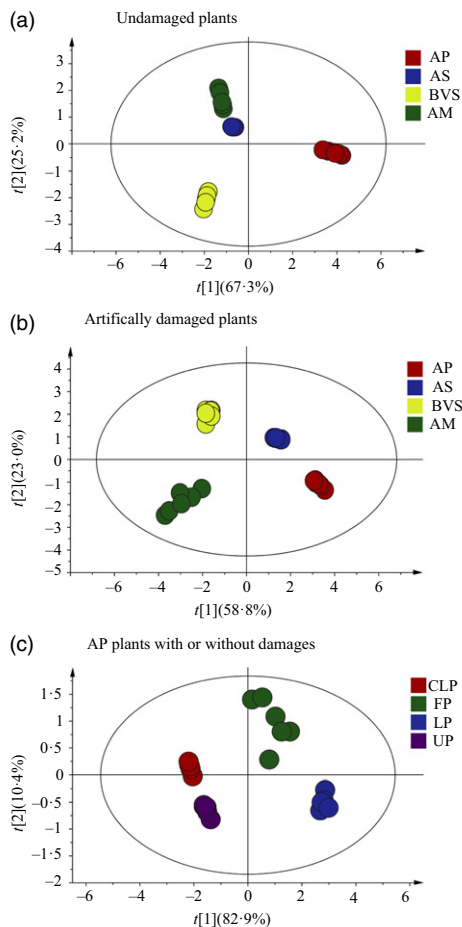 (a) Undamaged plants
AP
AS
BVS
AM
3
2
1
0
−1
−2
−3
−4
t[2](25·2%)
−6 −4 −2 0 2 4 6
t[1](67·3%)
(b) Artifically damaged plants
AP
AS
BVS
AM
4
3
2
1
0
−1
−2
−3
−4
−5
t[2](23·0%)
−6 −4 −2 0 2 4 6
t[1](58·8%)
(c) AP plants with or without damages
CLP
FP
LP
UP
1·5
1
0·5
0
−0·5
−1
−1·5
−2
t[2](10·4%)
−6 −4 −2 0 2 4 6
t[1](82·9%)